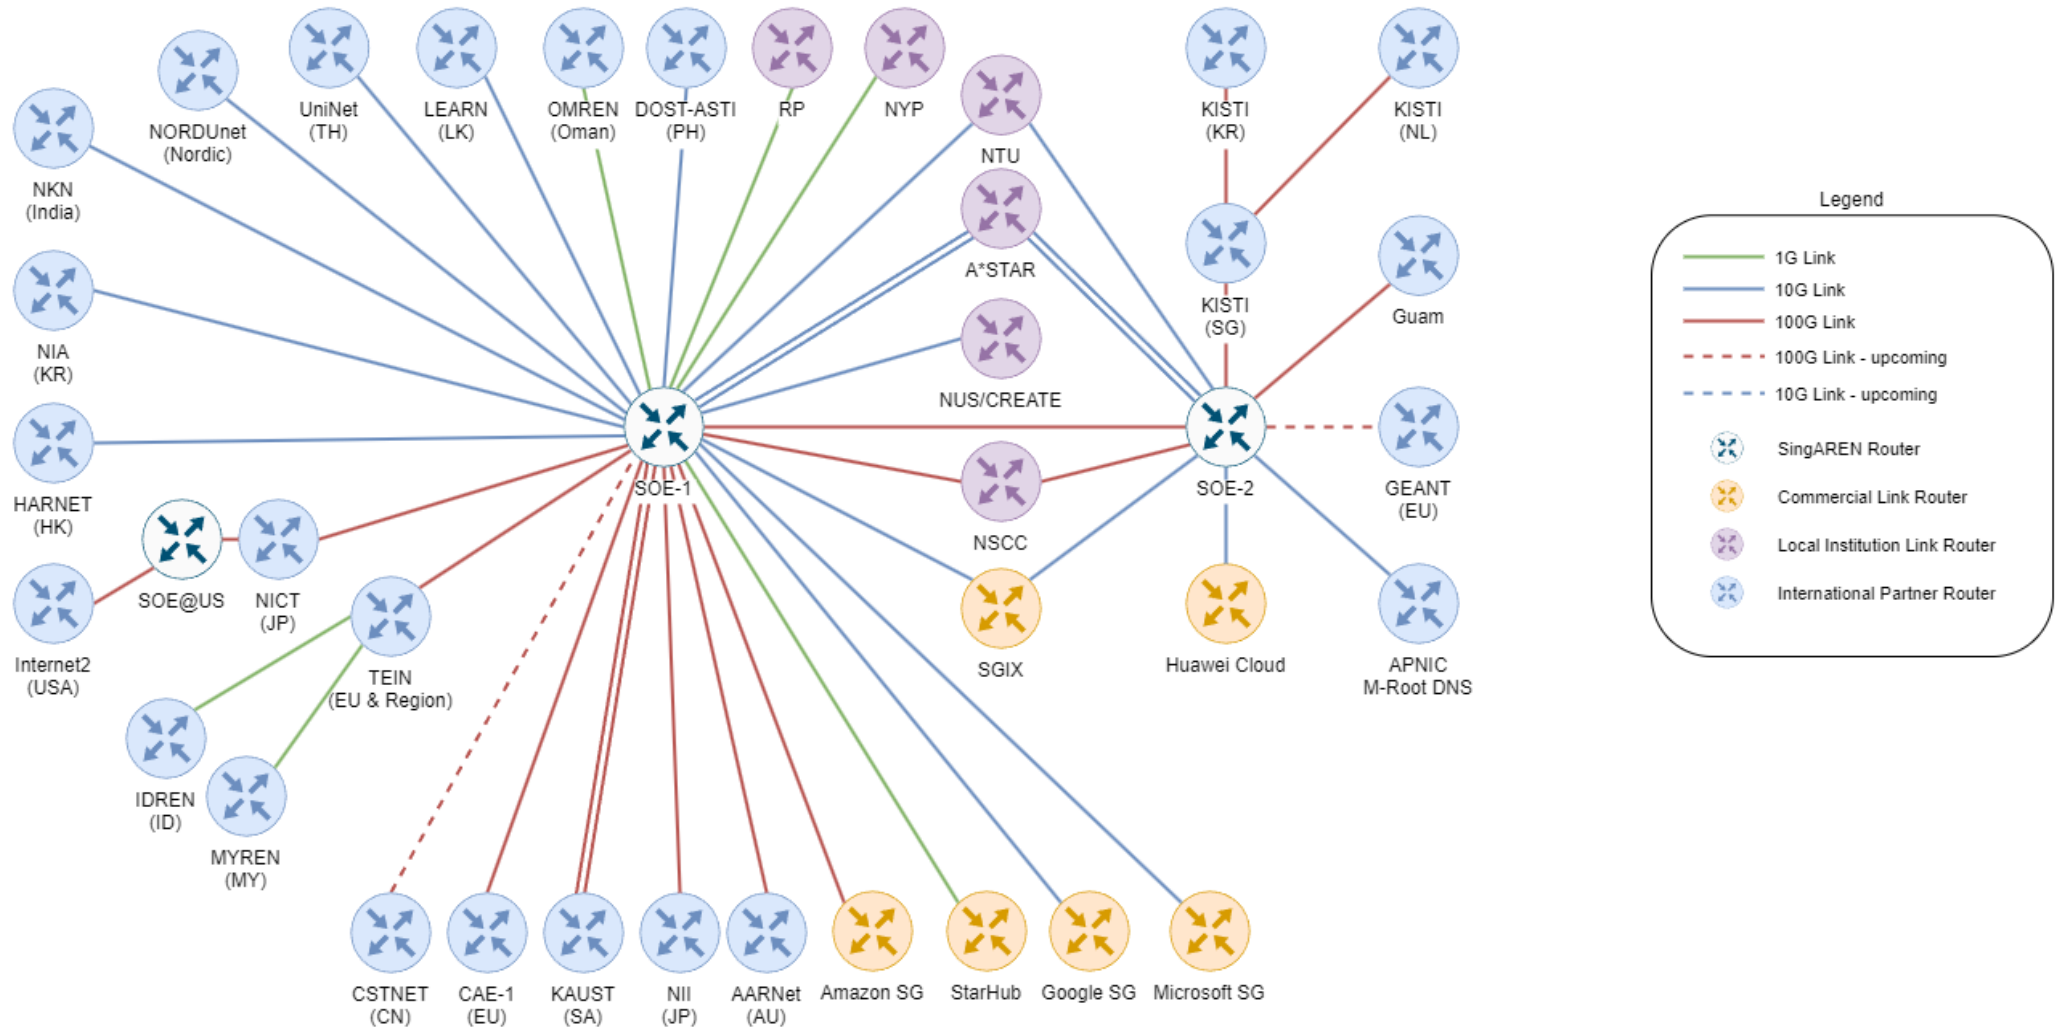 NKN
(India)
NORDUnet
(Nordic)
UniNet
(TH)
LEARN
(LK)
OMREN
(Oman)
DOST-ASTI
(PH)
RP
NYP
NTU
A*STAR
NUS/CREATE
NSCC
SGIX
KISTI
(KR)
KISTI
(NL)
KISTI
(SG)
Guam
GEANT
(EU)
APNIC
M-Root DNS
Huawei Cloud
SOE-2
SOE-1
NIA
(KR)
HARNET
(HK)
Internet2
(USA)
SOE@US
NICT
(JP)
TEIN
(EU & Region)
IDREN
(ID)
MYREN
(MY)
CSTNET
(CN)
CAE-1
(EU)
KAUST
(SA)
NII
(JP)
AARNet
(AU)
Amazon SG
StarHub
Google SG
Microsoft SG
Legend
1G Link
10G Link
100G Link
100G Link - upcoming
10G Link - upcoming
SingAREN Router
Commercial Link Router
Local Institution Link Router
International Partner Router